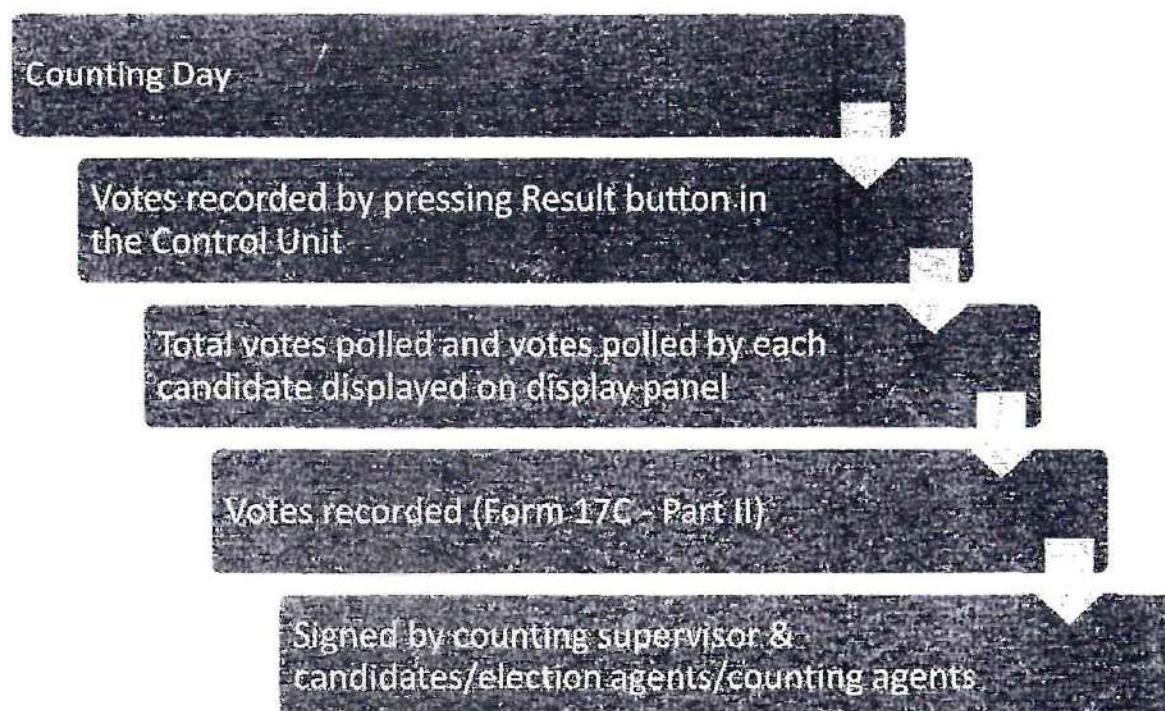 Counting Day
Votes recorded by pressing Result button in
the Control Unit
Total votes polled and votes polled by each
candidate displayed on display panel
Votes recorded (Form 17C - Part II)
Signed by counting supervisor &
candidates/election agents/counting agents